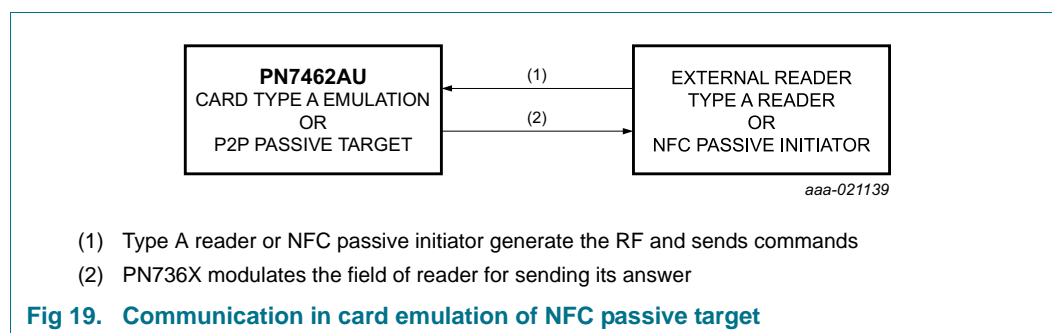 PN7462AU
CARD TYPE A EMULATION
OR
P2P PASSIVE TARGET
(1)
(2)
EXTERNAL READER
TYPE A READER
OR
NFC PASSIVE INITIATOR
aaa-021139
(1) Type A reader or NFC passive initiator generate the RF and sends commands
(2) PN736X modulates the field of reader for sending its answer
Fig 19. Communication in card emulation of NFC passive target